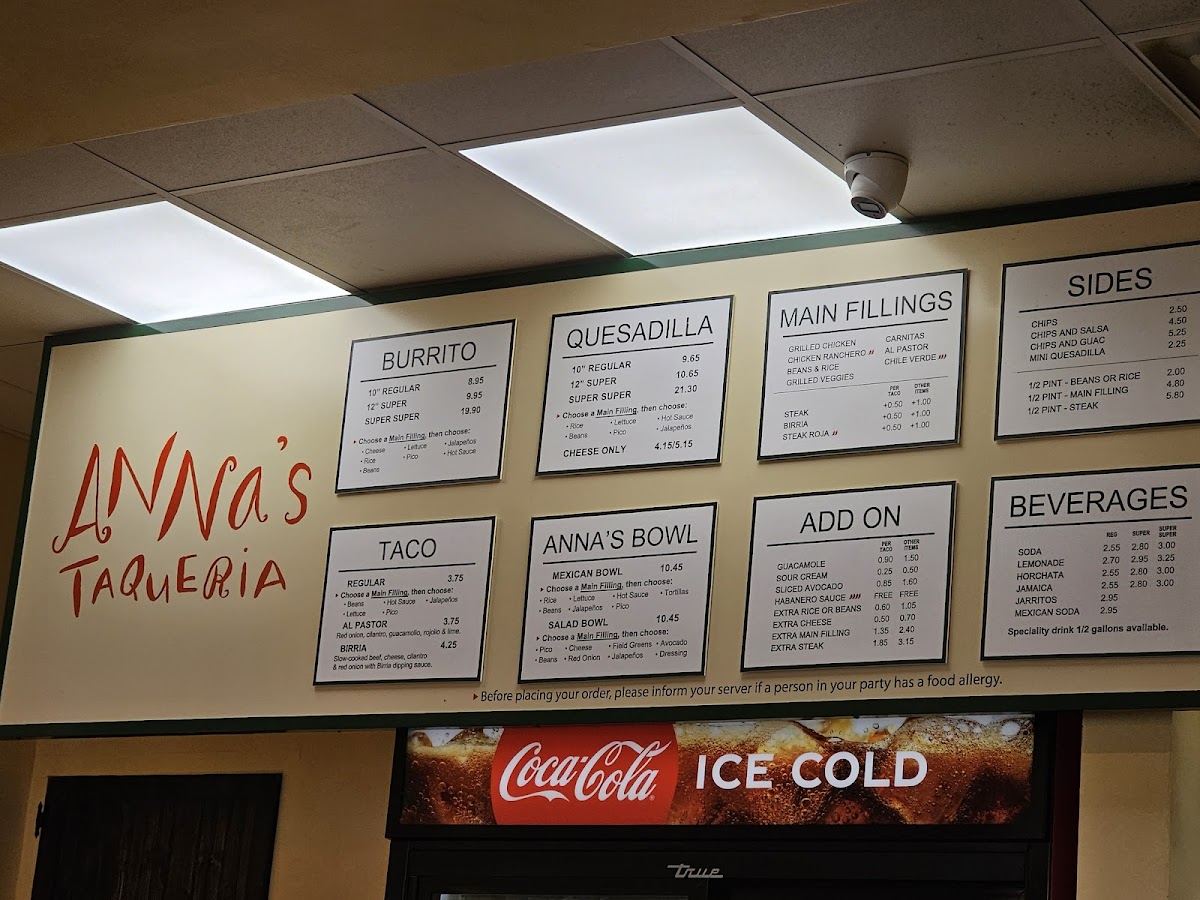 ANNA'S
TAQUERIA
BURRITO
10" REGULAR 8.95
12" SUPER 9.95
SUPER SUPER 19.90
Choose a Main Filling, then choose:
• Cheese • Lettuce • Jalapeños
• Rice • Pico • Hot Sauce
• Beans
QUESADILLA
10" REGULAR 9.65
12" SUPER 10.65
SUPER SUPER 21.30
Choose a Main Filling, then choose:
• Rice • Lettuce • Hot Sauce
• Beans • Pico • Jalapeños
CHEESE ONLY 4.15/5.15
MAIN FILLINGS
GRILLED CHICKEN CARNITAS
CHICKEN RANCHERO AL PASTOR
BEANS & RICE CHILE VERDE
GRILLED VEGGIES
PER TACO OTHER ITEMS
STEAK +0.50 +1.00
BIRRIA +0.50 +1.00
STEAK ROJA +0.50 +1.00
SIDES
CHIPS 2.50
CHIPS AND SALSA 4.50
CHIPS AND GUAC 5.25
MINI QUESADILLA 2.25
1/2 PINT - BEANS OR RICE 2.00
1/2 PINT - MAIN FILLING 4.80
1/2 PINT - STEAK 5.80
TACO
REGULAR 3.75
Choose a Main Filling, then choose:
• Beans • Hot Sauce • Jalapeños
• Lettuce • Pico
AL PASTOR 3.75
Red onion, cilantro, guacamolio, rojolio & lime.
BIRRIA 4.25
Slow-cooked beef, cheese, cilantro
& red onion with Birria dipping sauce.
ANNA'S BOWL
MEXICAN BOWL 10.45
Choose a Main Filling, then choose:
• Rice • Lettuce • Hot Sauce • Tortillas
• Beans • Jalapeños • Pico
SALAD BOWL 10.45
Choose a Main Filling, then choose:
• Pico • Cheese • Field Greens • Avocado
• Beans • Red Onion • Jalapeños • Dressing
ADD ON
PER TACO OTHER ITEMS
GUACAMOLE 0.90 1.50
SOUR CREAM 0.25 0.50
SLICED AVOCADO 0.85 1.60
HABANERO SAUCE FREE FREE
EXTRA RICE OR BEANS 0.60 1.05
EXTRA CHEESE 0.50 0.70
EXTRA MAIN FILLING 1.35 2.40
EXTRA STEAK 1.85 3.15
BEVERAGES
REG SUPER SUPER SUPER
SODA 2.55 2.80 3.00
LEMONADE 2.70 2.95 3.25
HORCHATA 2.55 2.80 3.00
JAMAICA 2.55 2.80 3.00
JARRITOS 2.95
MEXICAN SODA 2.95
Speciality drink 1/2 gallons available.
Before placing your order, please inform your server if a person in your party has a food allergy.
Coca-Cola ICE COLD
true